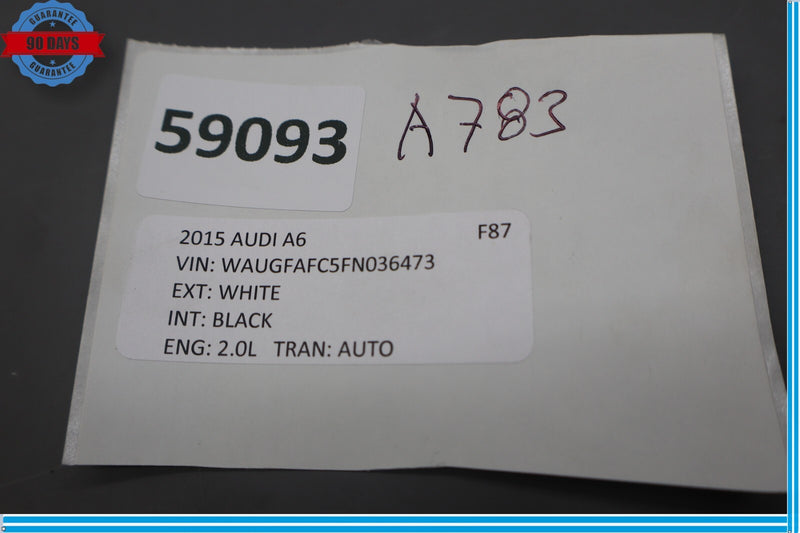 GUARANTEE
90 DAYS
GUARANTEE
59093
A783
2015 AUDI A6 F87
VIN: WAUGFAFC5FN036473
EXT: WHITE
INT: BLACK
ENG: 2.0L TRAN: AUTO